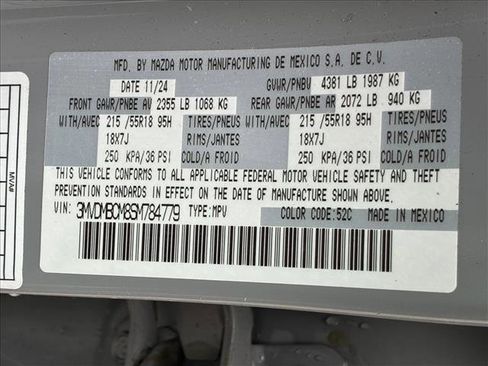 MFD. BY MAZDA MOTOR MANUFACTURING DE MEXICO S.A. DE C.V.
DATE 11/24 GVWR/PNBV 4381 LB 1987 KG
FRONT GAWR/PNBE AV 2355 LB 1068 KG REAR GAWR/PNBE AR 2072 LB 940 KG
WITH/AVEC 215 /55R18 95H TIRES/PNEUS WITH/AVEC 215 /55R18 95H TIRES/PNEUS
18X7J RIMS/JANTES 18X7J RIMS/JANTES
250 KPA/36 PSI COLD/A FROID 250 KPA/36 PSI COLD/A FROID
THIS VEHICLE CONFORMS TO ALL APPLICABLE FEDERAL MOTOR VEHICLE SAFETY AND THEFT
PREVENTION STANDARDS IN EFFECT ON THE DATE OF MANUFACTURE SHOWN ABOVE.
VIN: 3MVDMBCM8SM784779 TYPE: MPV COLOR CODE:52C MADE IN MEXICO
MVA8